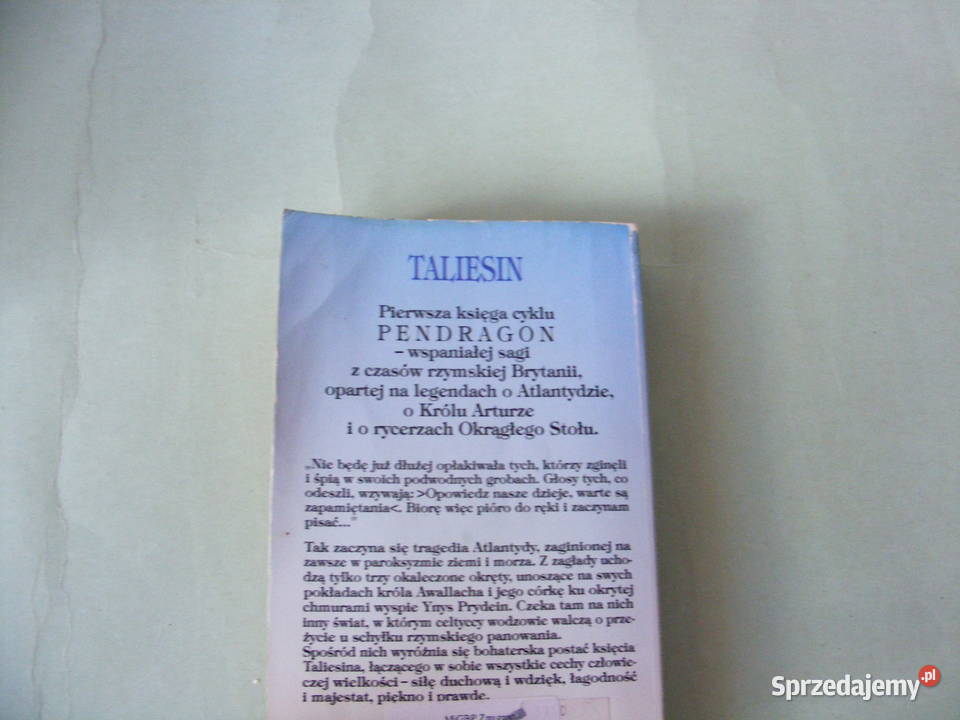 TALIESIN
Pierwsza księga cyklu
PENDRAGON
– wspaniałej sagi
z czasów rzymskiej Brytanii,
opartej na legendach o Atlantydzie,
o Królu Arturze
i o rycerzach Okrągłego Stołu.
„Nie będę już dłużej opłakiwała tych, którzy zginęli
i śpią w swoich podwodnych grobach. Głosy tych, co
odeszli, wzywają: >Opowiedz nasze dzieje, warte są
zapamiętania<. Biorę więc pióro do ręki i zaczynam
pisać..."
Tak zaczyna się tragedia Atlantydy, zaginionej na
zawsze w paroksyzmie ziemi i morza. Z zagłady ucho-
dzą tylko trzy okaleczone okręty, unoszące na swych
pokładach króla Awallacha i jego córkę ku okrytej
chmurami wyspie Ynys Prydein. Czeka tam na nich
inny świat, w którym celtyccy wodzowie walczą o prze-
życie u schyłku rzymskiego panowania.
Spośród nich wyróżnia się bohaterska postać księcia
Taliesina, łączącego w sobie wszystkie cechy człowie-
czej wielkości – siłę duchową i wdzięk, łagodność
i majestat, piękno i prawdę.
Sprzedajemy.pl